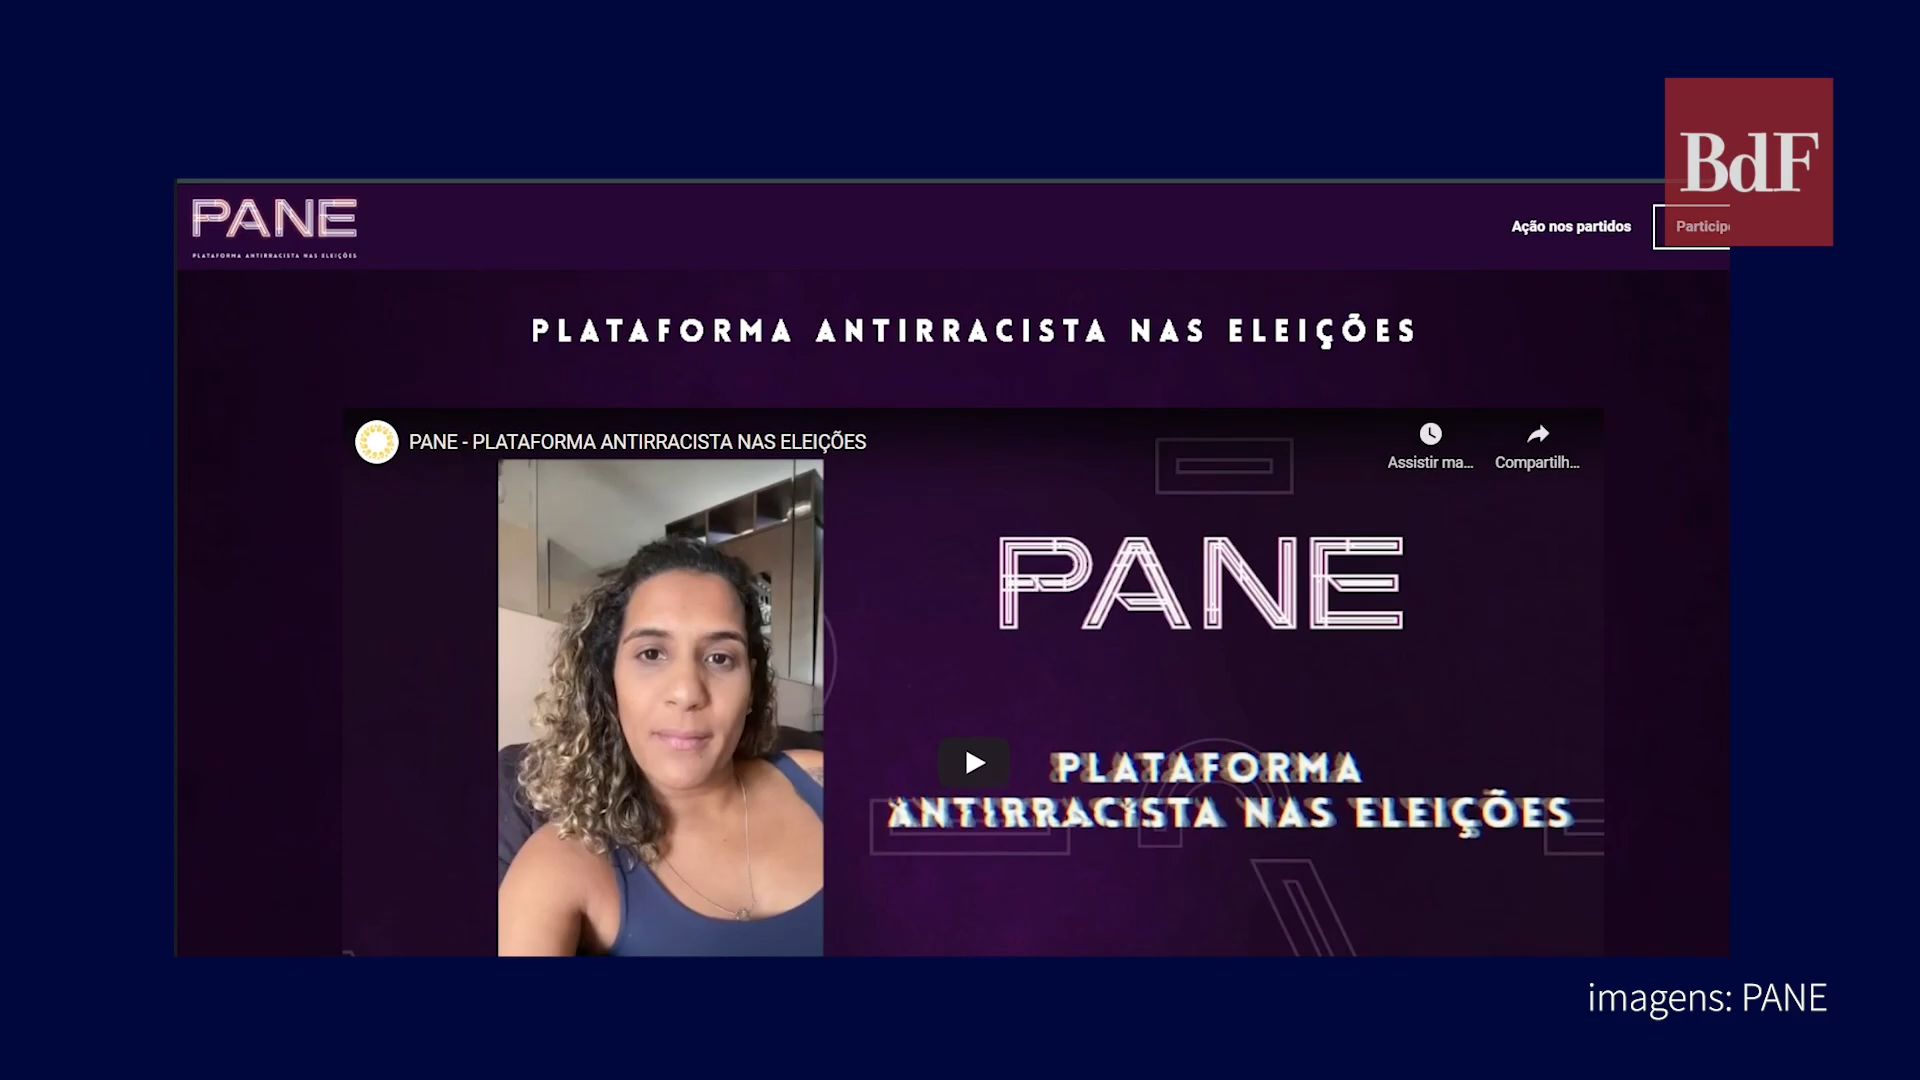 BdF
PANE
PLATAFORMA ANTIRRACISTA NAS ELEIÇÕES
Ação nos partidos
Particip
PLATAFORMA ANTIRRACISTA NAS ELEIÇÕES
PANE - PLATAFORMA ANTIRRACISTA NAS ELEIÇÕES
Assistir ma...
Compartilh...
PANE
PLATAFORMA
ANTIRRACISTA NAS ELEIÇÕES
imagens: PANE